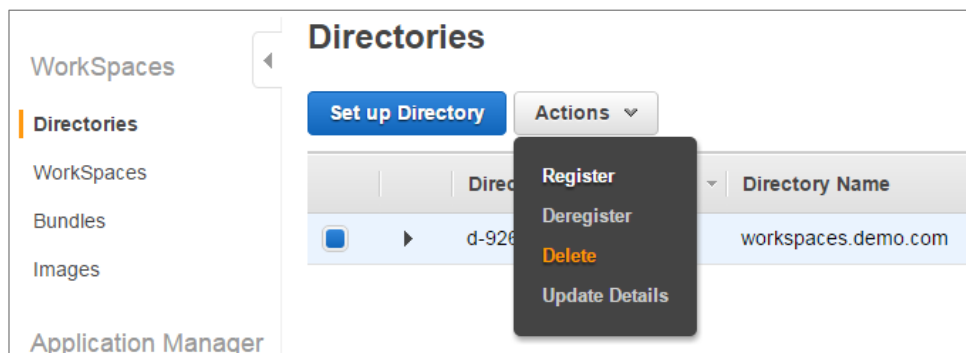 Directories
WorkSpaces
Directories
WorkSpaces
Bundles
Images
Application Manager
Set up Directory
Actions
Register
Deregister
Delete
Update Details
Directory Name
d-926
workspaces.demo.com